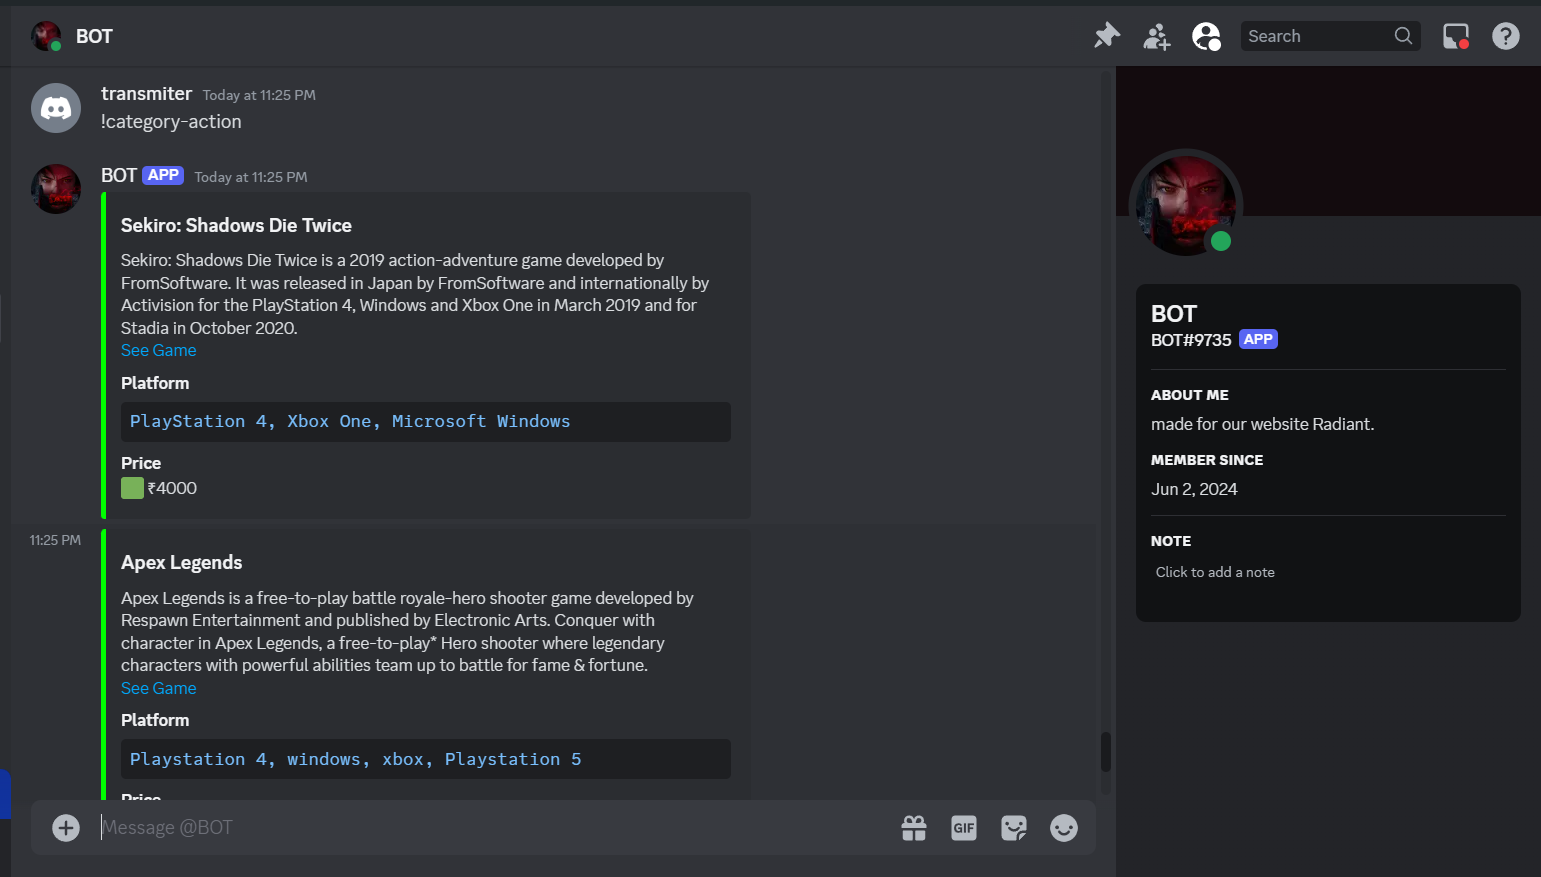 BOT
Search
transmiter Today at 11:25 PM
!category-action
BOT APP Today at 11:25 PM
Sekiro: Shadows Die Twice
Sekiro: Shadows Die Twice is a 2019 action-adventure game developed by
FromSoftware. It was released in Japan by FromSoftware and internationally by
Activision for the PlayStation 4, Windows and Xbox One in March 2019 and for
Stadia in October 2020.
See Game
Platform
PlayStation 4, Xbox One, Microsoft Windows
Price
₹4000
11:25 PM
Apex Legends
Apex Legends is a free-to-play battle royale-hero shooter game developed by
Respawn Entertainment and published by Electronic Arts. Conquer with
character in Apex Legends, a free-to-play* Hero shooter where legendary
characters with powerful abilities team up to battle for fame & fortune.
See Game
Platform
Playstation 4, windows, xbox, Playstation 5
Price
Message @BOT
GIF
BOT
BOT#9735 APP
ABOUT ME
made for our website Radiant.
MEMBER SINCE
Jun 2, 2024
NOTE
Click to add a note